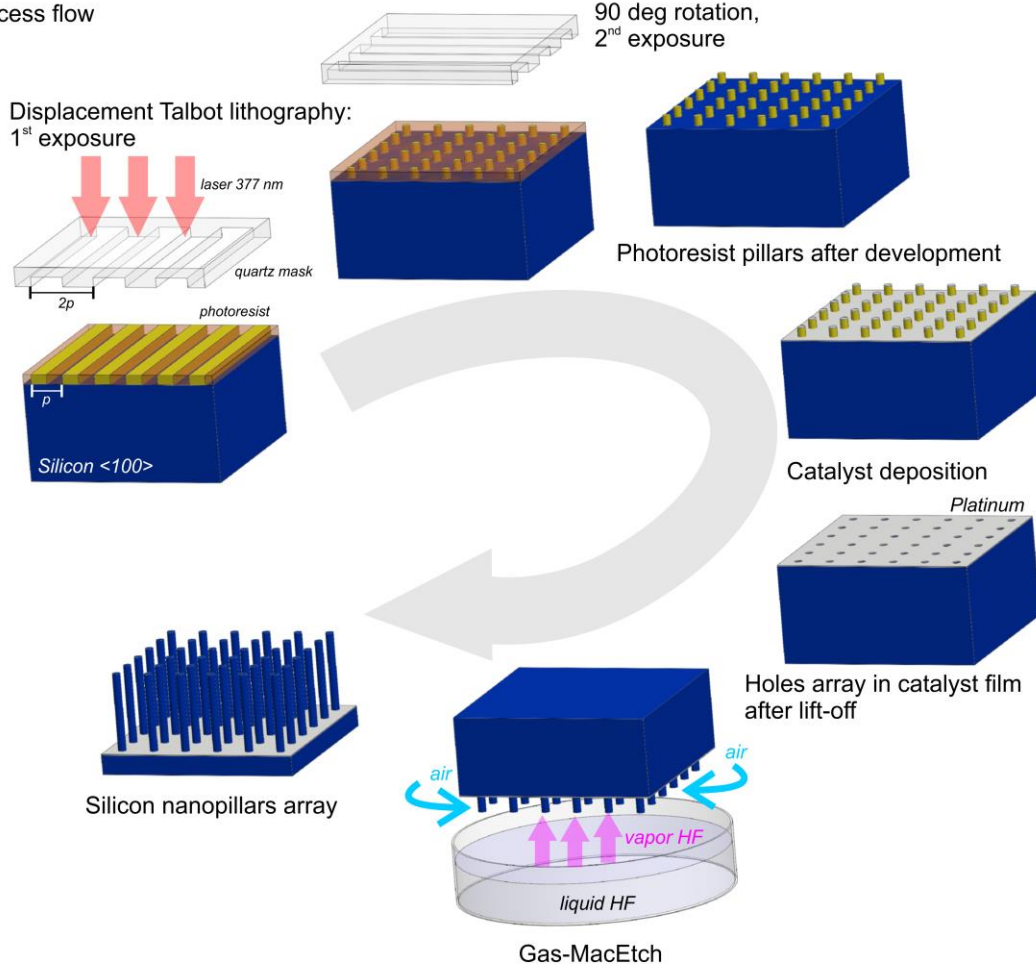 cess flow
Displacement Talbot lithography:
1st exposure
laser 377 nm
quartz mask
2p
photoresist
p
Silicon <100>
90 deg rotation,
2nd exposure
Photoresist pillars after development
Catalyst deposition
Platinum
Holes array in catalyst film
after lift-off
air
air
vapor HF
liquid HF
Gas-MacEtch
Silicon nanopillars array